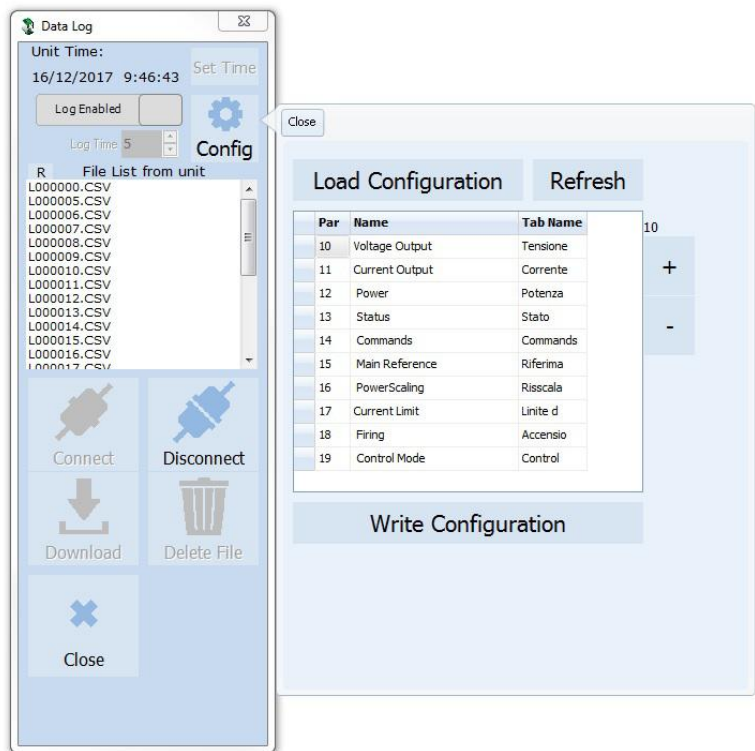 Data Log
Unit Time:
16/12/2017 9:46:43
Set Time
Log Enabled
Log Time 5
Config
R File List from unit
L000000.CSV
L000005.CSV
L000006.CSV
L000007.CSV
L000008.CSV
L000009.CSV
L000010.CSV
L000011.CSV
L000012.CSV
L000013.CSV
L000014.CSV
L000015.CSV
L000016.CSV
L000017.CSV
Connect
Disconnect
Download
Delete File
Close
Close
Load Configuration
Refresh
Par Name Tab Name
10 Voltage Output Tensione
11 Current Output Corrente
12 Power Potenza
13 Status Stato
14 Commands Commands
15 Main Reference Riferima
16 PowerScaling Risscala
17 Current Limit Linite d
18 Firing Accensio
19 Control Mode Control
10
+
-
Write Configuration